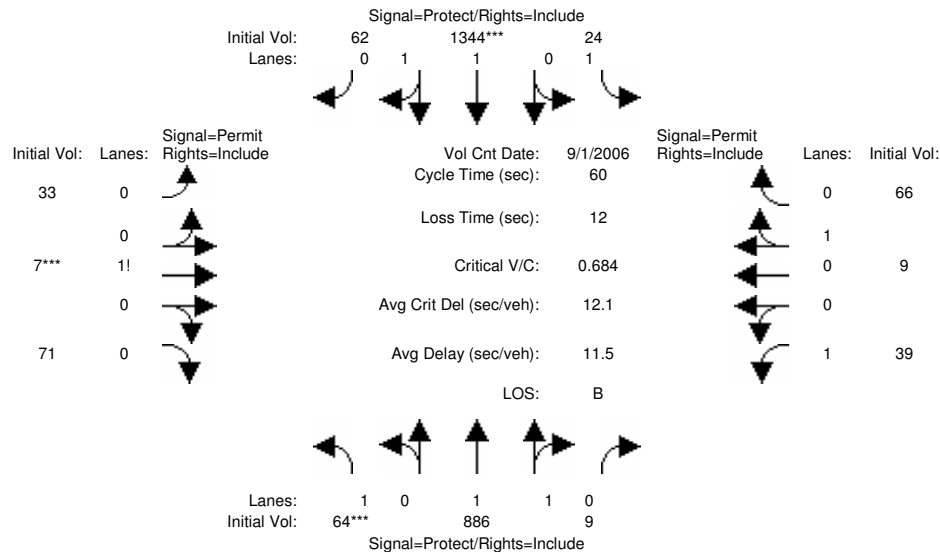 Signal=Protect/Rights=Include
Initial Vol: 62 1344*** 24
Lanes: 0 1 1 0 1
Signal=Permit Signal=Permit
Initial Vol: Lanes: Rights=Include Vol Cnt Date: 9/1/2006 Rights=Include Lanes: Initial Vol:
Cycle Time (sec): 60
33 0 0 66
Loss Time (sec): 12
0 1
7*** 1! Critical V/C: 0.684 0 9
0 Avg Crit Del (sec/veh): 12.1 0
71 0 Avg Delay (sec/veh): 11.5 1 39
LOS: B
Lanes: 1 0 1 1 0
Initial Vol: 64*** 886 9
Signal=Protect/Rights=Include